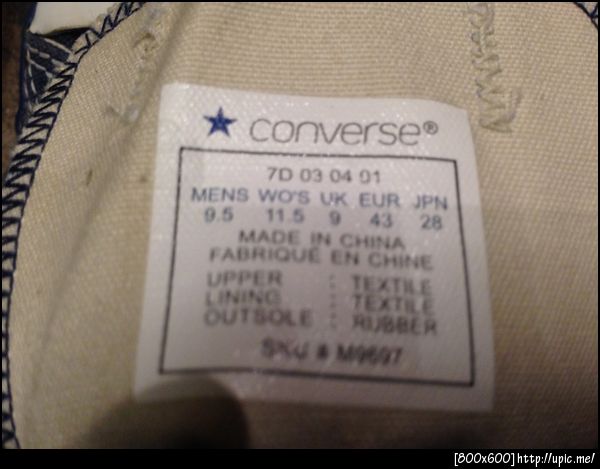 converse®
7D 03 04 01
MENS WO'S UK EUR JPN
9.5 11.5 9 43 28
MADE IN CHINA
FABRIQUÉ EN CHINE
UPPER : TEXTILE
LINING : TEXTILE
OUTSOLE : RUBBER
SKU # M9697
[800x600]http://upic.me/